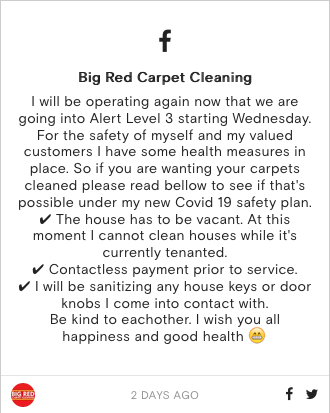 Big Red Carpet Cleaning
I will be operating again now that we are
going into Alert Level 3 starting Wednesday.
For the safety of myself and my valued
customers I have some health measures in
place. So if you are wanting your carpets
cleaned please read bellow to see if that's
possible under my new Covid 19 safety plan.
✔ The house has to be vacant. At this
moment I cannot clean houses while it's
currently tenanted.
✔ Contactless payment prior to service.
✔ I will be sanitizing any house keys or door
knobs I come into contact with.
Be kind to eachother. I wish you all
happiness and good health 😁
BIG RED
2 DAYS AGO